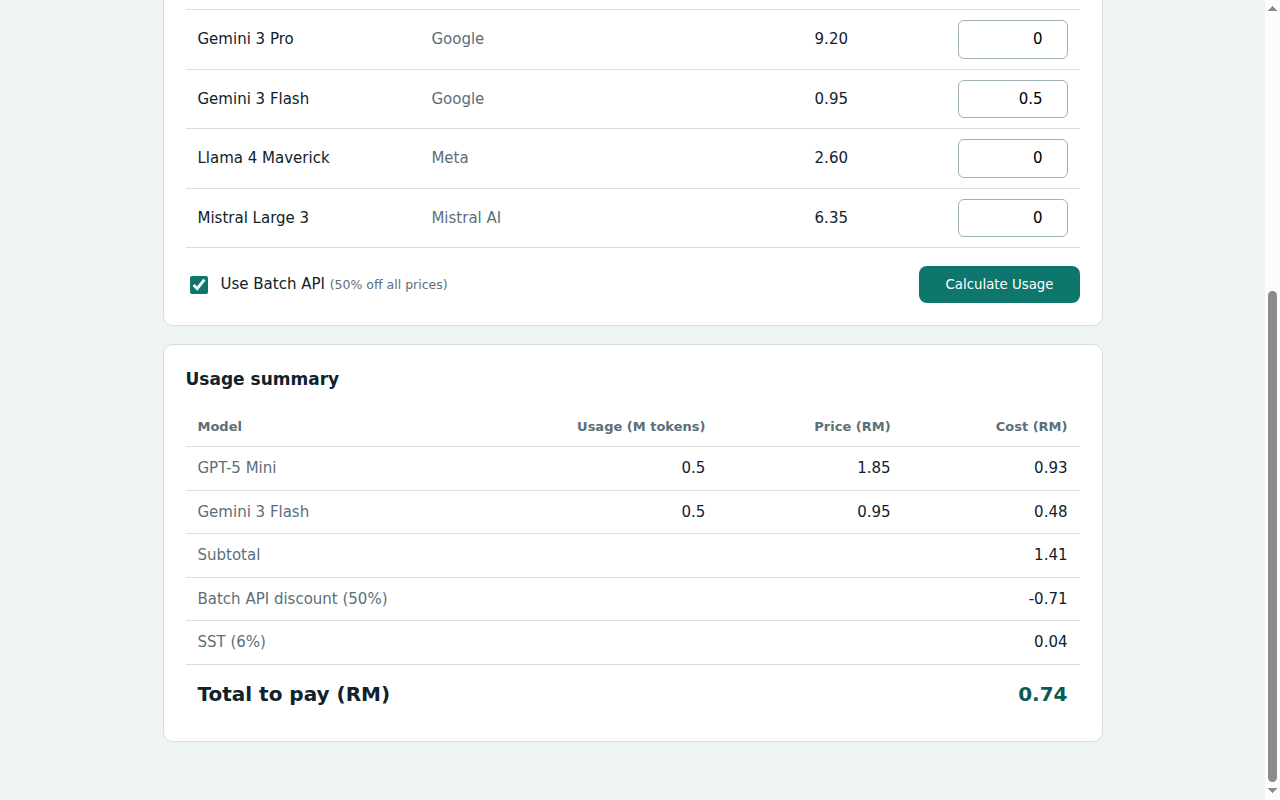 Gemini 3 Pro Google 9.20 0
Gemini 3 Flash Google 0.95 0.5
Llama 4 Maverick Meta 2.60 0
Mistral Large 3 Mistral AI 6.35 0
Use Batch API (50% off all prices) Calculate Usage
Usage summary
Model Usage (M tokens) Price (RM) Cost (RM)
GPT-5 Mini 0.5 1.85 0.93
Gemini 3 Flash 0.5 0.95 0.48
Subtotal 1.41
Batch API discount (50%) -0.71
SST (6%) 0.04
Total to pay (RM) 0.74